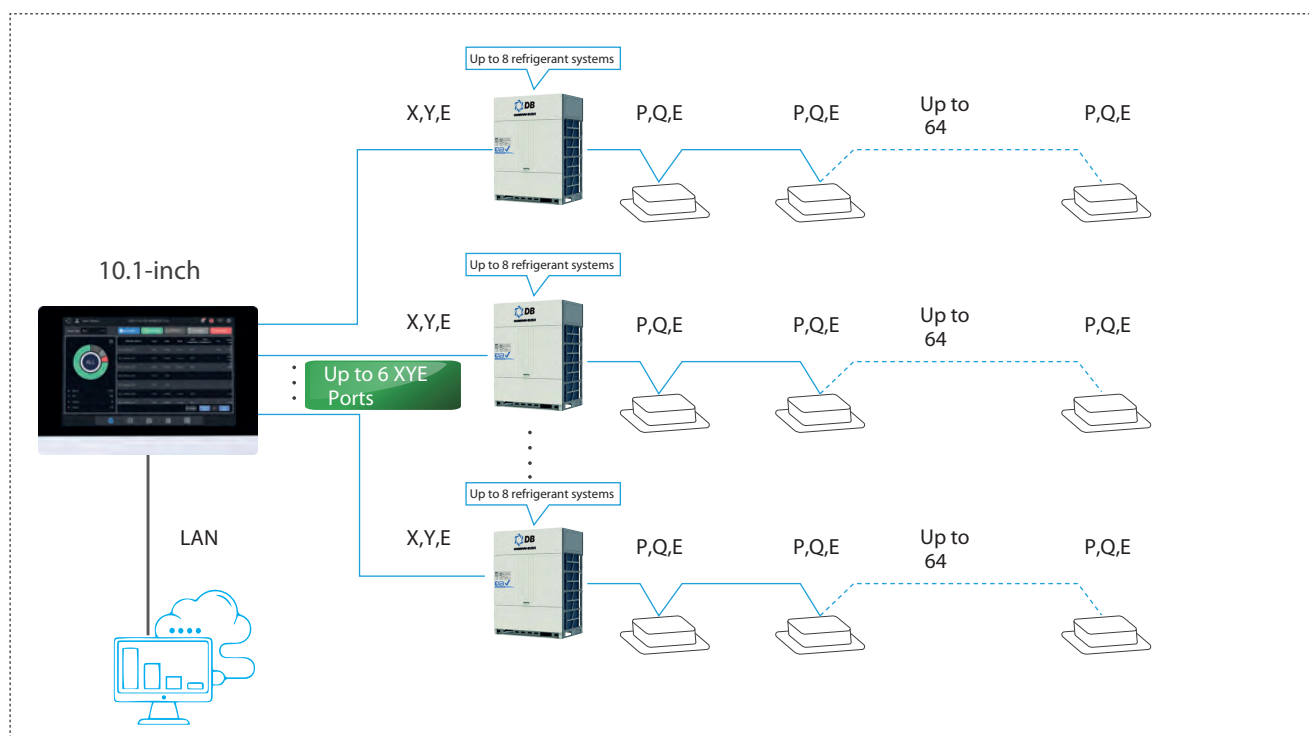 Up to 8 refrigerant systems
X,Y,E
P,Q,E
P,Q,E
Up to
64
P,Q,E
DB
10.1-inch
Up to 8 refrigerant systems
X,Y,E
P,Q,E
P,Q,E
Up to
64
P,Q,E
DB
ALL
Up to 6 XYE
Ports
Up to 8 refrigerant systems
LAN
X,Y,E
P,Q,E
P,Q,E
Up to
64
P,Q,E
DB